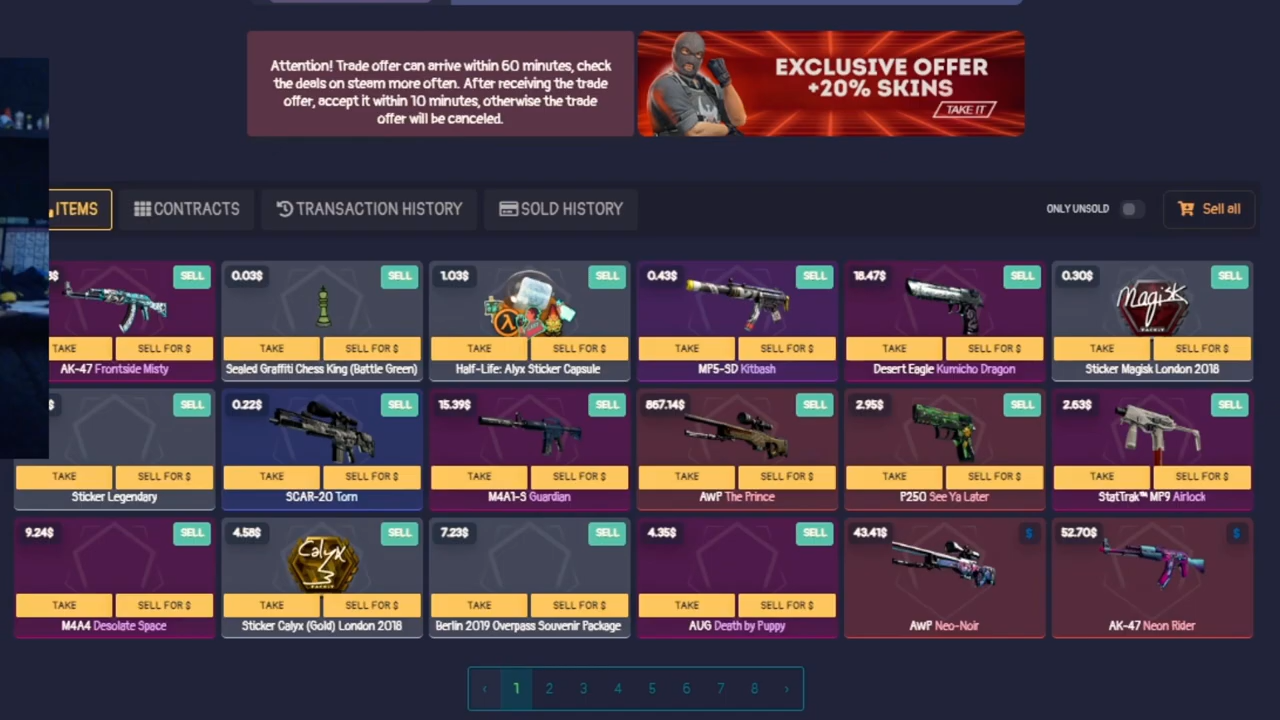 Attention! Trade offer can arrive within 60 minutes, check
the deals on steam more often. After receiving the trade
offer, accept it within 10 minutes, otherwise the trade
offer will be canceled.
EXCLUSIVE OFFER
+20% SKINS
TAKE IT
ITEMS CONTRACTS TRANSACTION HISTORY SOLD HISTORY ONLY UNSOLD Sell all
$ SELL 0.03$ SELL 1.03$ SELL 0.43$ SELL 18.47$ SELL 0.30$ SELL
Magisk
TAKE SELL FOR $ TAKE SELL FOR $ TAKE SELL FOR $ TAKE SELL FOR $ TAKE SELL FOR $ TAKE SELL FOR $
AK-47 Frontside Misty Sealed Graffiti Chess King (Battle Green) Half-Life: Alyx Sticker Capsule MP5-SD Kitbash Desert Eagle Kumicho Dragon Sticker Magisk London 2018
$ SELL 0.22$ SELL 15.39$ SELL 867.14$ SELL 2.95$ SELL 2.63$ SELL
TAKE SELL FOR $ TAKE SELL FOR $ TAKE SELL FOR $ TAKE SELL FOR $ TAKE SELL FOR $ TAKE SELL FOR $
Sticker Legendary SCAR-20 Torn M4A1-S Guardian AWP The Prince P250 See Ya Later StatTrak™ MP9 Airlock
9.24$ SELL 4.58$ SELL 7.23$ SELL 4.35$ SELL 43.41$ $ 52.70$ $
Calyx
TAKE SELL FOR $ TAKE SELL FOR $ TAKE SELL FOR $ TAKE SELL FOR $
M4A4 Desolate Space Sticker Calyx (Gold) London 2018 Berlin 2019 Overpass Souvenir Package AUG Death by Puppy AWP Neo-Noir AK-47 Neon Rider
‹ 1 2 3 4 5 6 7 8 ›